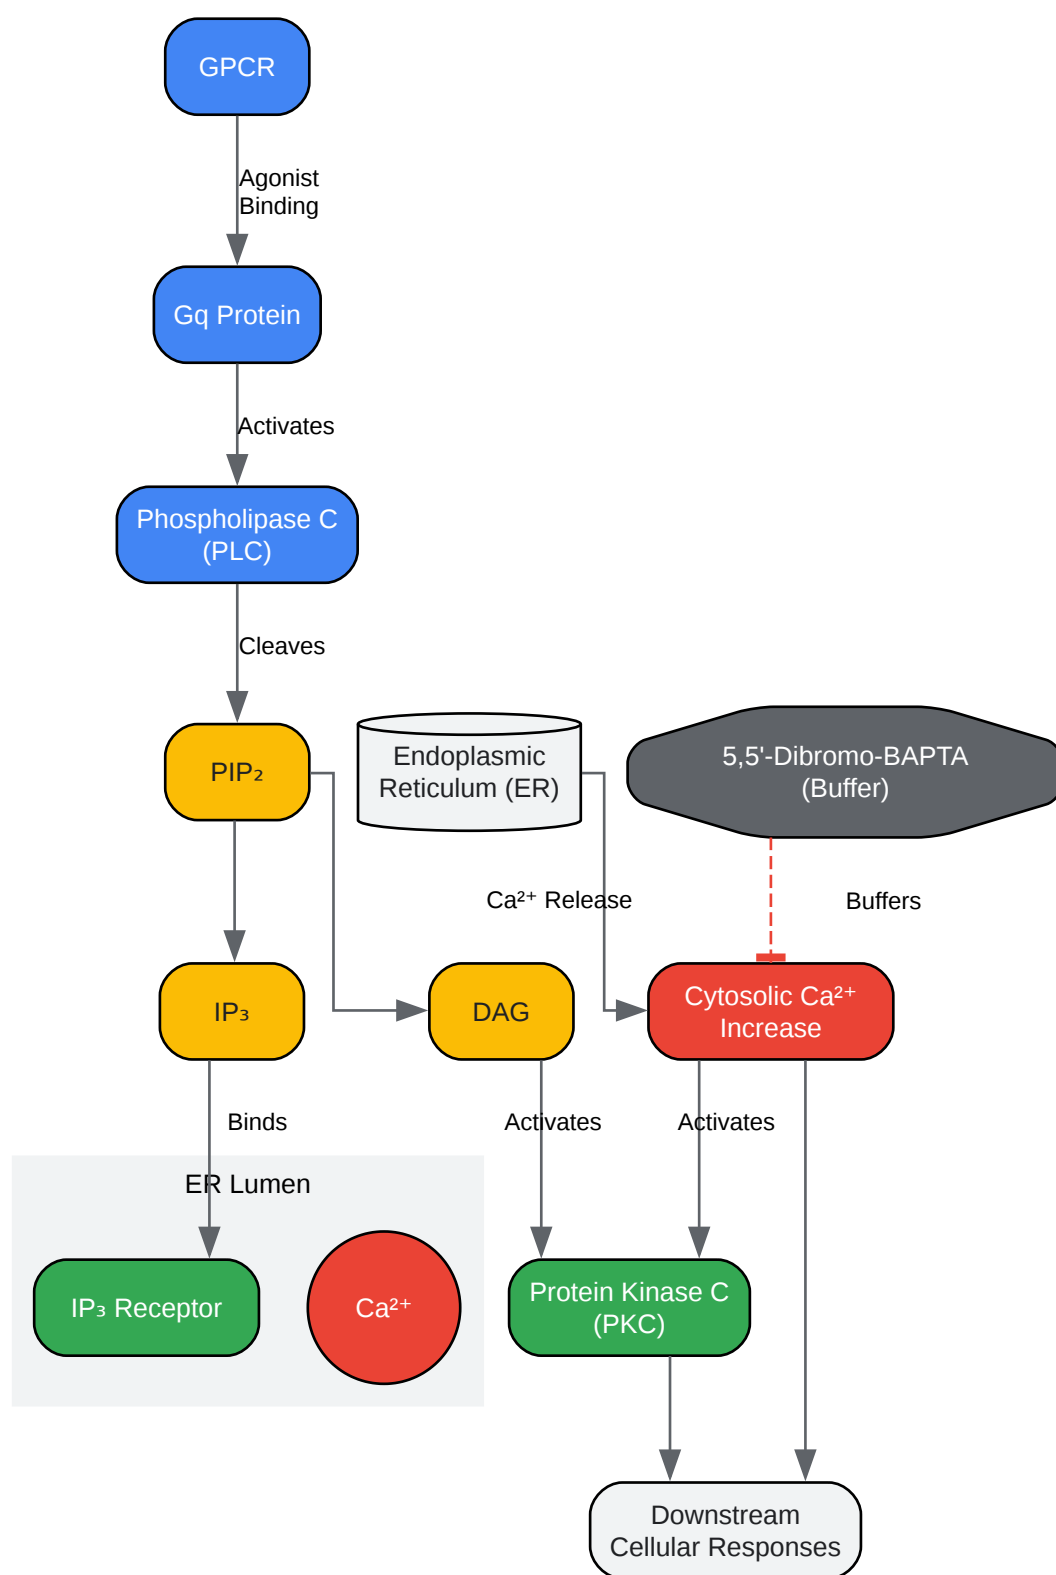 GPCR
Agonist
Binding
Gq Protein
Activates
Phospholipase C
(PLC)
Cleaves
PIP₂
Endoplasmic
Reticulum (ER)
5,5'-Dibromo-BAPTA
(Buffer)
Ca²⁺ Release
Buffers
IP₃
DAG
Cytosolic Ca²⁺
Increase
Binds
Activates
Activates
ER Lumen
IP₃ Receptor
Ca²⁺
Protein Kinase C
(PKC)
Downstream
Cellular Responses